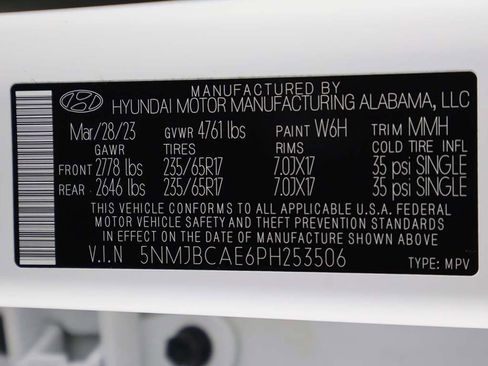 MANUFACTURED BY
HYUNDAI MOTOR MANUFACTURING ALABAMA, LLC
Mar/28/23 GVWR 4761 lbs PAINT W6H TRIM MMH
GAWR TIRES RIMS COLD TIRE INFL
FRONT 2778 lbs 235/65R17 7.0JX17 35 psi SINGLE
REAR 2646 lbs 235/65R17 7.0JX17 35 psi SINGLE
THIS VEHICLE CONFORMS TO ALL APPLICABLE U.S.A. FEDERAL
MOTOR VEHICLE SAFETY AND THEFT PREVENTION STANDARDS
IN EFFECT ON THE DATE OF MANUFACTURE SHOWN ABOVE.
V.I.N 5NMJBCAE6PH253506 TYPE: MPV